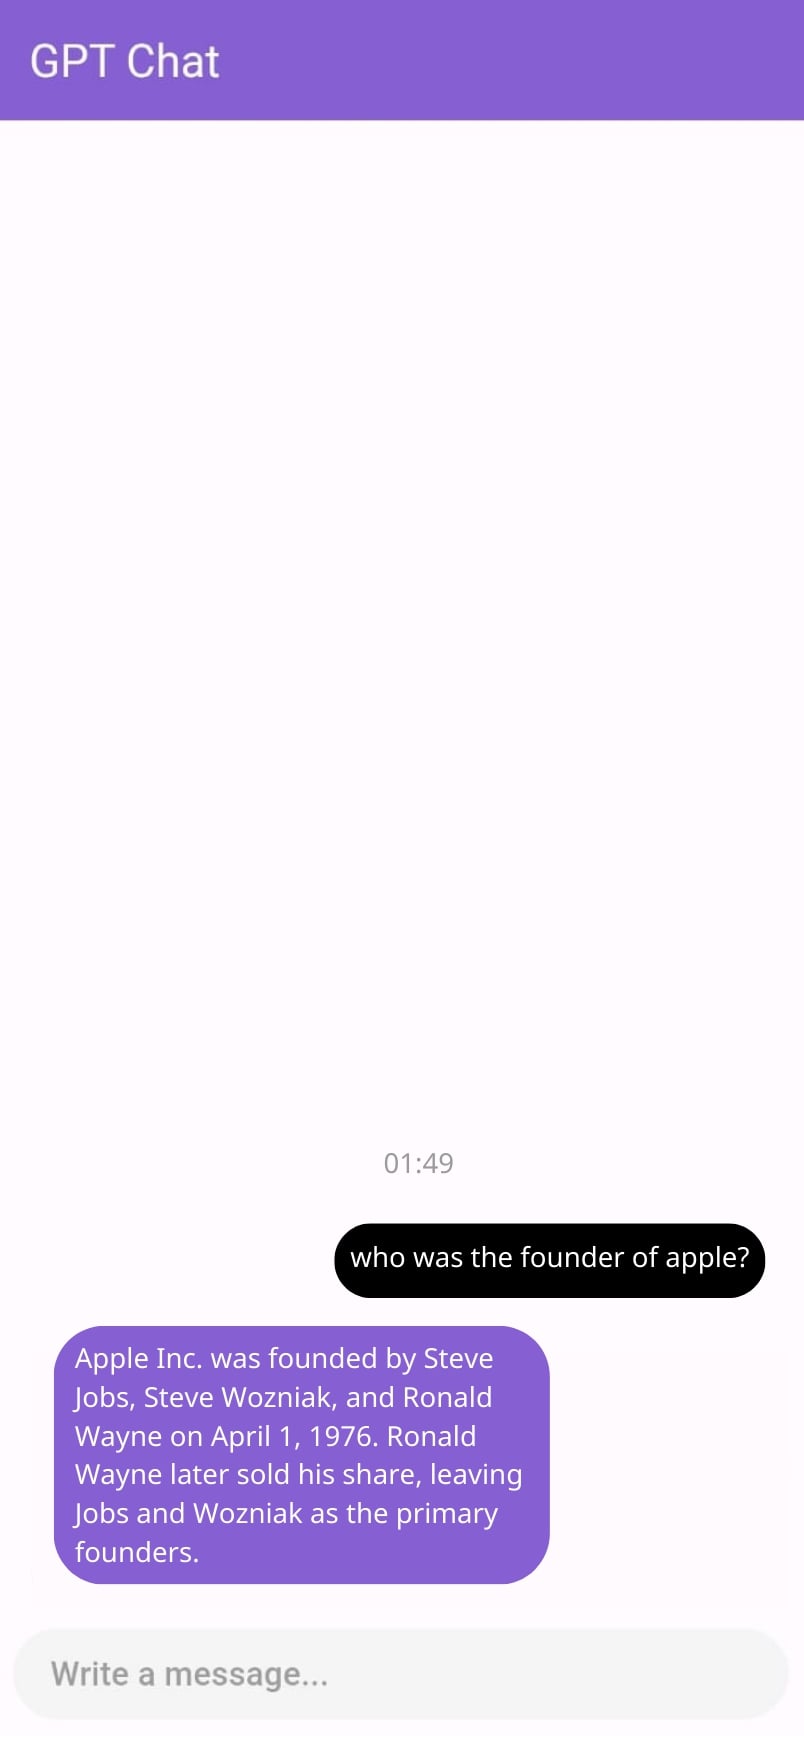 GPT Chat
01:49
who was the founder of apple?
Apple Inc. was founded by Steve
Jobs, Steve Wozniak, and Ronald
Wayne on April 1, 1976. Ronald
Wayne later sold his share, leaving
Jobs and Wozniak as the primary
founders.
Write a message...